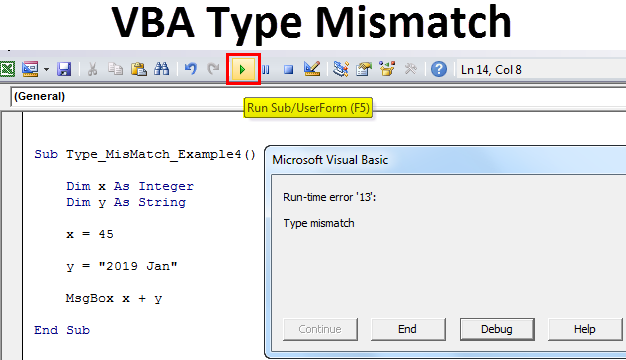 VBA Type Mismatch
Ln 14, Col 8
(General)
Run Sub/UserForm (F5)
Sub Type_MisMatch_Example4()
Dim x As Integer
Dim y As String
x = 45
y = "2019 Jan"
MsgBox x + y
End Sub
Microsoft Visual Basic
Run-time error '13':
Type mismatch
Continue
End
Debug
Help